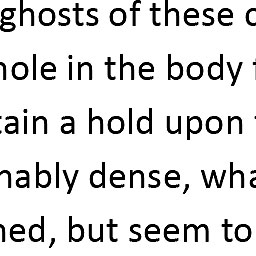 ghosts of these
hole in the body
tain a hold upon
nably dense, wha
ned, but seem to